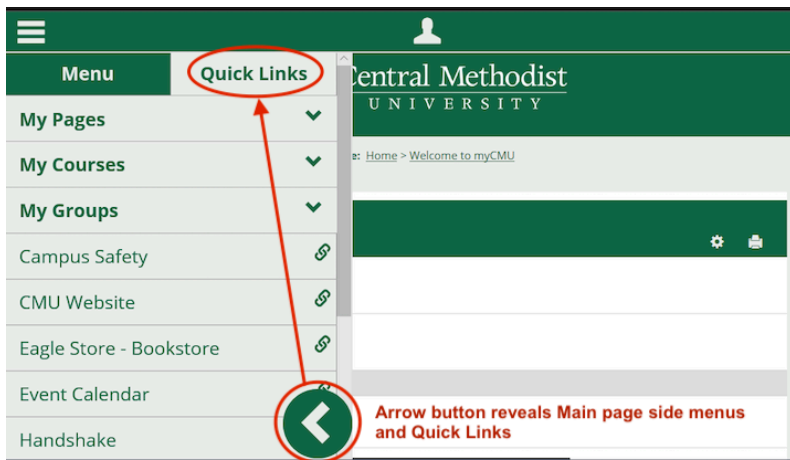 Menu
Quick Links
Central Methodist
UNIVERSITY
My Pages
My Courses
e: Home > Welcome to myCMU
My Groups
Campus Safety
CMU Website
Eagle Store - Bookstore
Event Calendar
Handshake
Arrow button reveals Main page side menus
and Quick Links